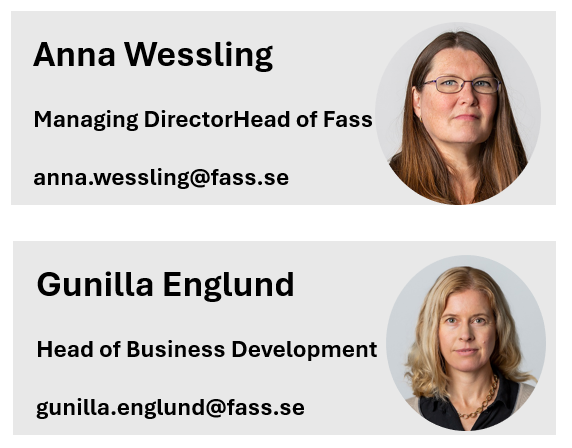 Anna Wessling
Managing DirectorHead of Fass
anna.wessling@fass.se
Gunilla Englund
Head of Business Development
gunilla.englund@fass.se